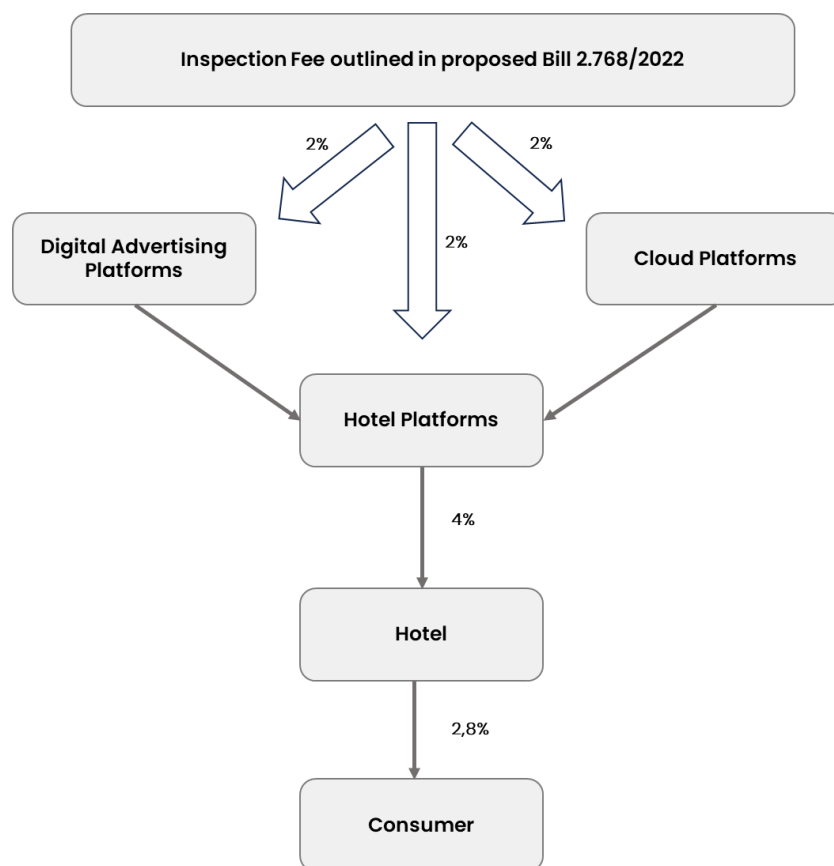 Inspection Fee outlined in proposed Bill 2.768/2022
2%
2%
2%
Digital Advertising
Platforms
Cloud Platforms
Hotel Platforms
4%
Hotel
2,8%
Consumer